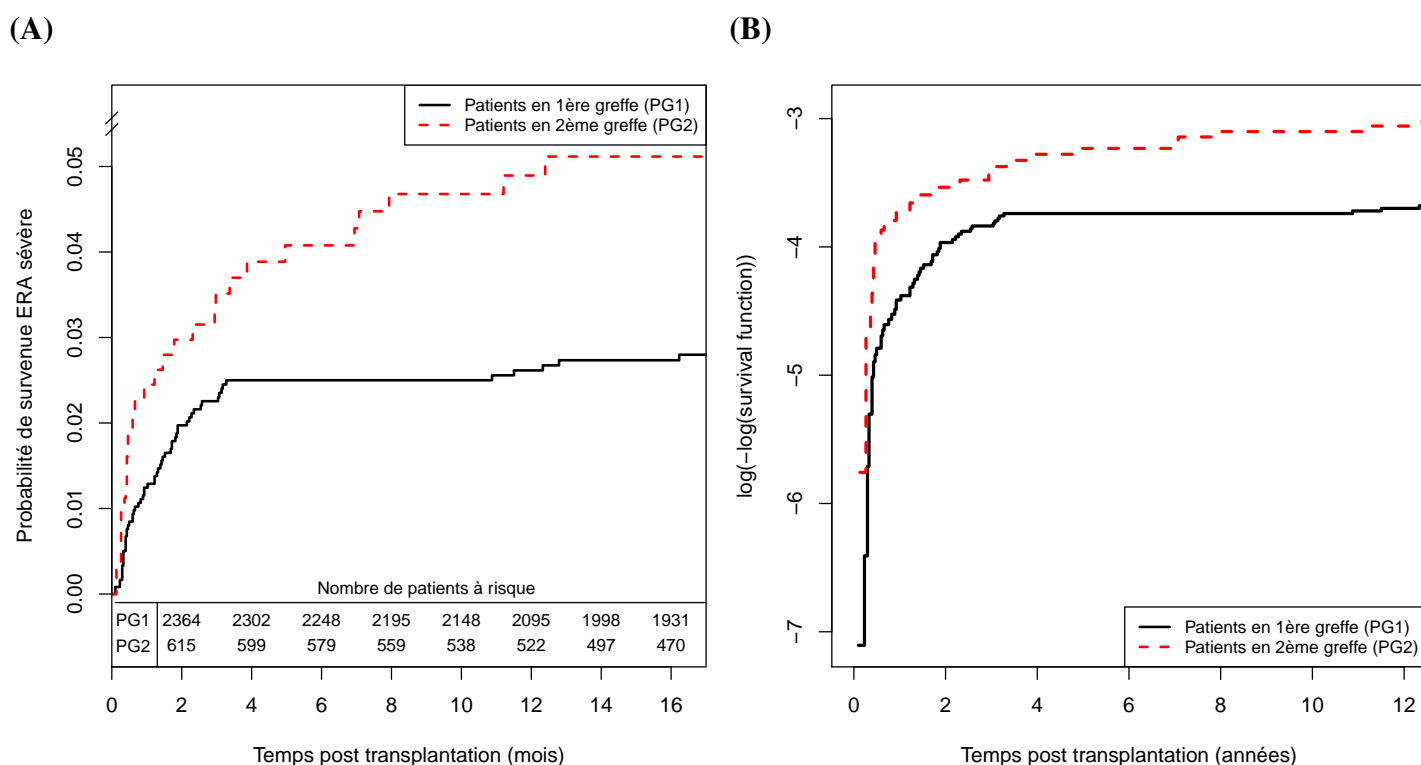 (A)
Patients en 1ère greffe (PG1)
Patients en 2ème greffe (PG2)
Probabilité de survenue ERA sévère
0.05
0.04
0.03
0.02
0.01
0.00
Nombre de patients à risque
PG1 2364 2302 2248 2195 2148 2095 1998 1931
PG2 615 599 579 559 538 522 497 470
0 2 4 6 8 10 12 14 16
Temps post transplantation (mois)
(B)
log(−log(survival function))
−3
−4
−5
−6
−7
Patients en 1ère greffe (PG1)
Patients en 2ème greffe (PG2)
0 2 4 6 8 10 12
Temps post transplantation (années)